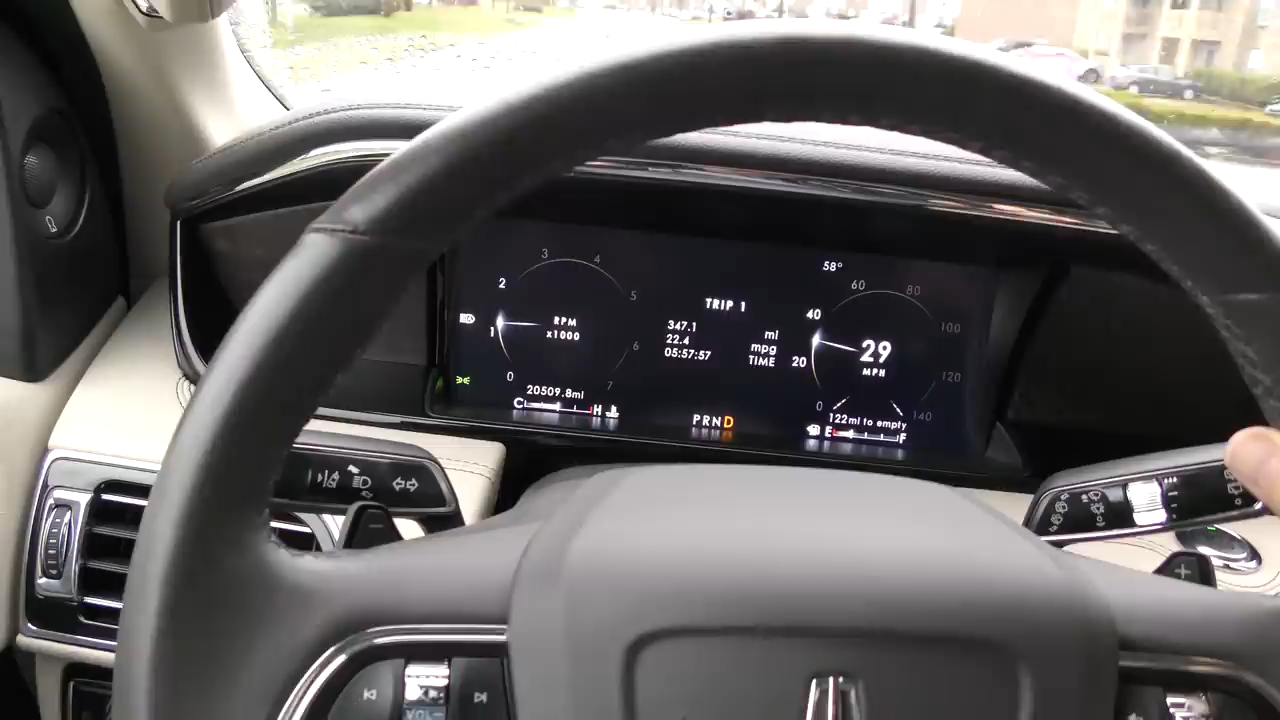 58°
3 4
2 5
1 6
0 7
RPM
x1000
TRIP 1
347.1 mi
22.4 mpg
05:57:57 TIME
60 80
40 100
20 120
0 140
29
MPH
20509.8mi
C H
PRND
122mi to empty
E F
VOL-